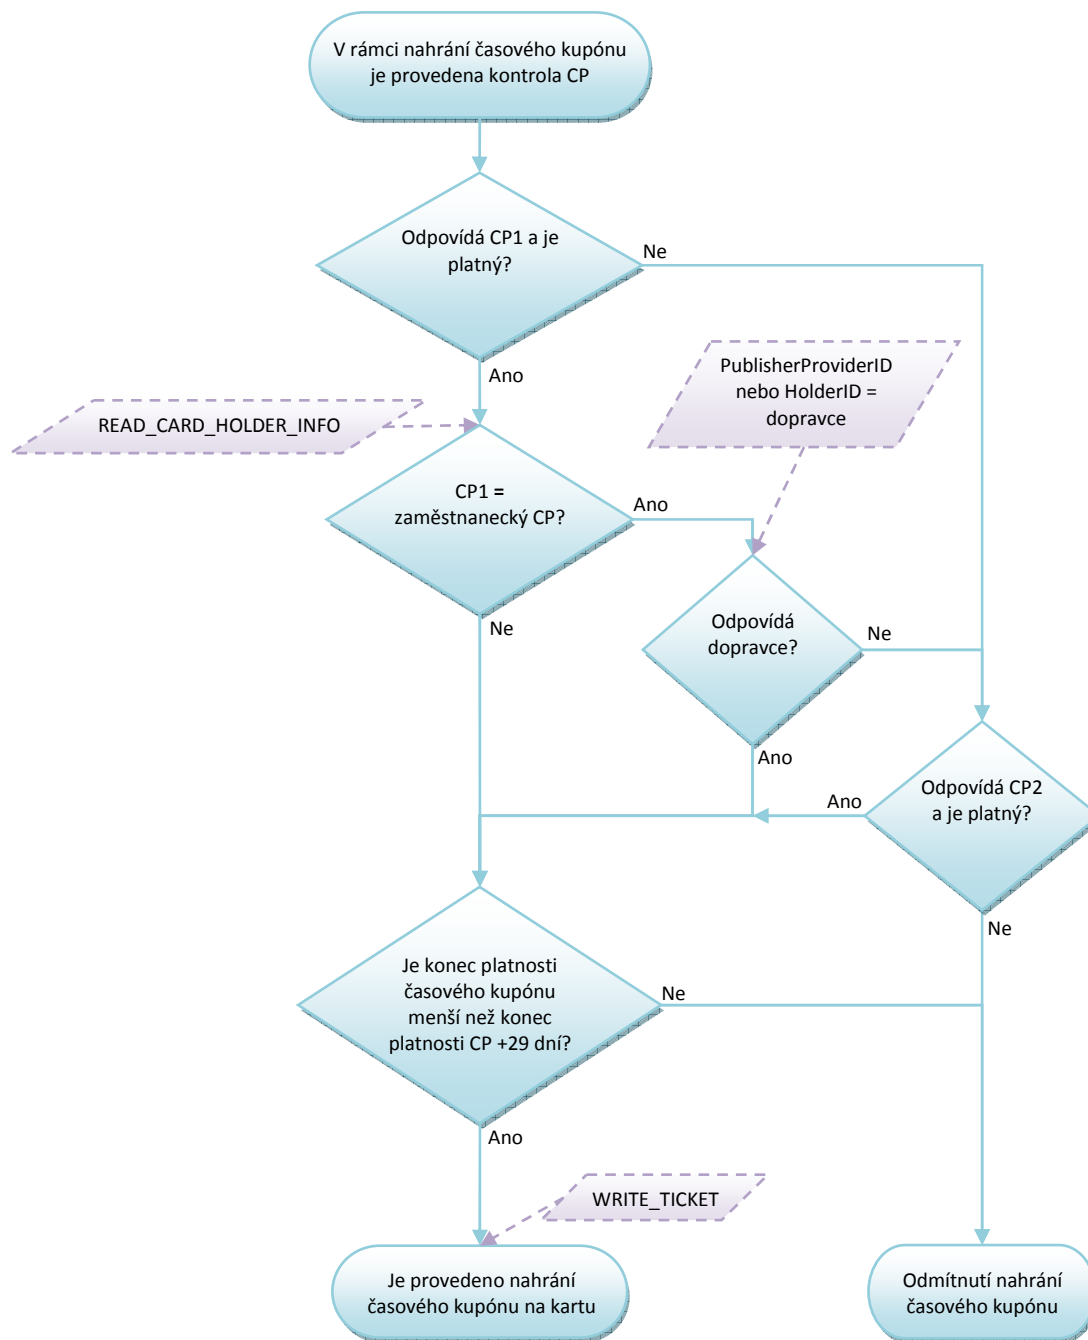 V rámci nahrání časového kupónu
je provedena kontrola CP
Odpovídá CP1 a je
platný?
Ne
Ano
PublisherProviderID
nebo HolderID =
dopravce
READ_CARD_HOLDER_INFO
CP1 =
zaměstnanecký CP?
Ano
Ne
Odpovídá
dopravce?
Ne
Ano
Odpovídá CP2
a je platný?
Ano
Ne
Je konec platnosti
časového kupónu
menší než konec
platnosti CP +29 dní?
Ne
Ano
WRITE_TICKET
Je provedeno nahrání
časového kupónu na kartu
Odmítnutí nahrání
časového kupónu